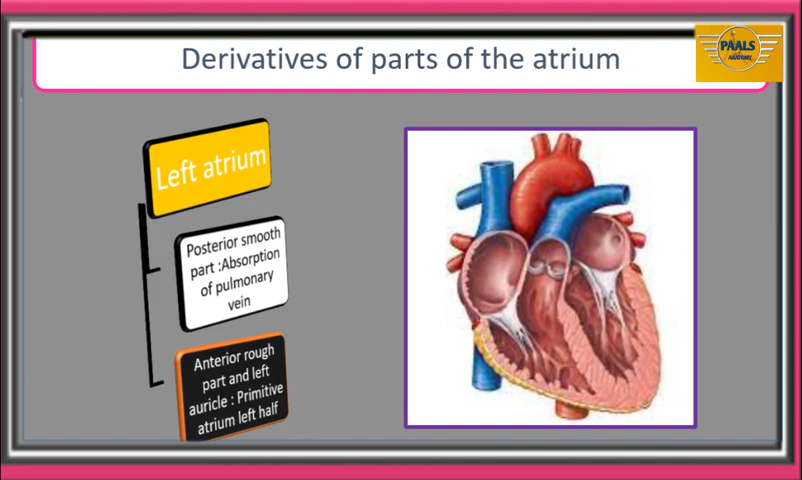 Derivatives of parts of the atrium
PAALS
ANATOMY
Left atrium
Posterior smooth
part :Absorption
of pulmonary
vein
Anterior rough
part and left
auricle : Primitive
atrium left half